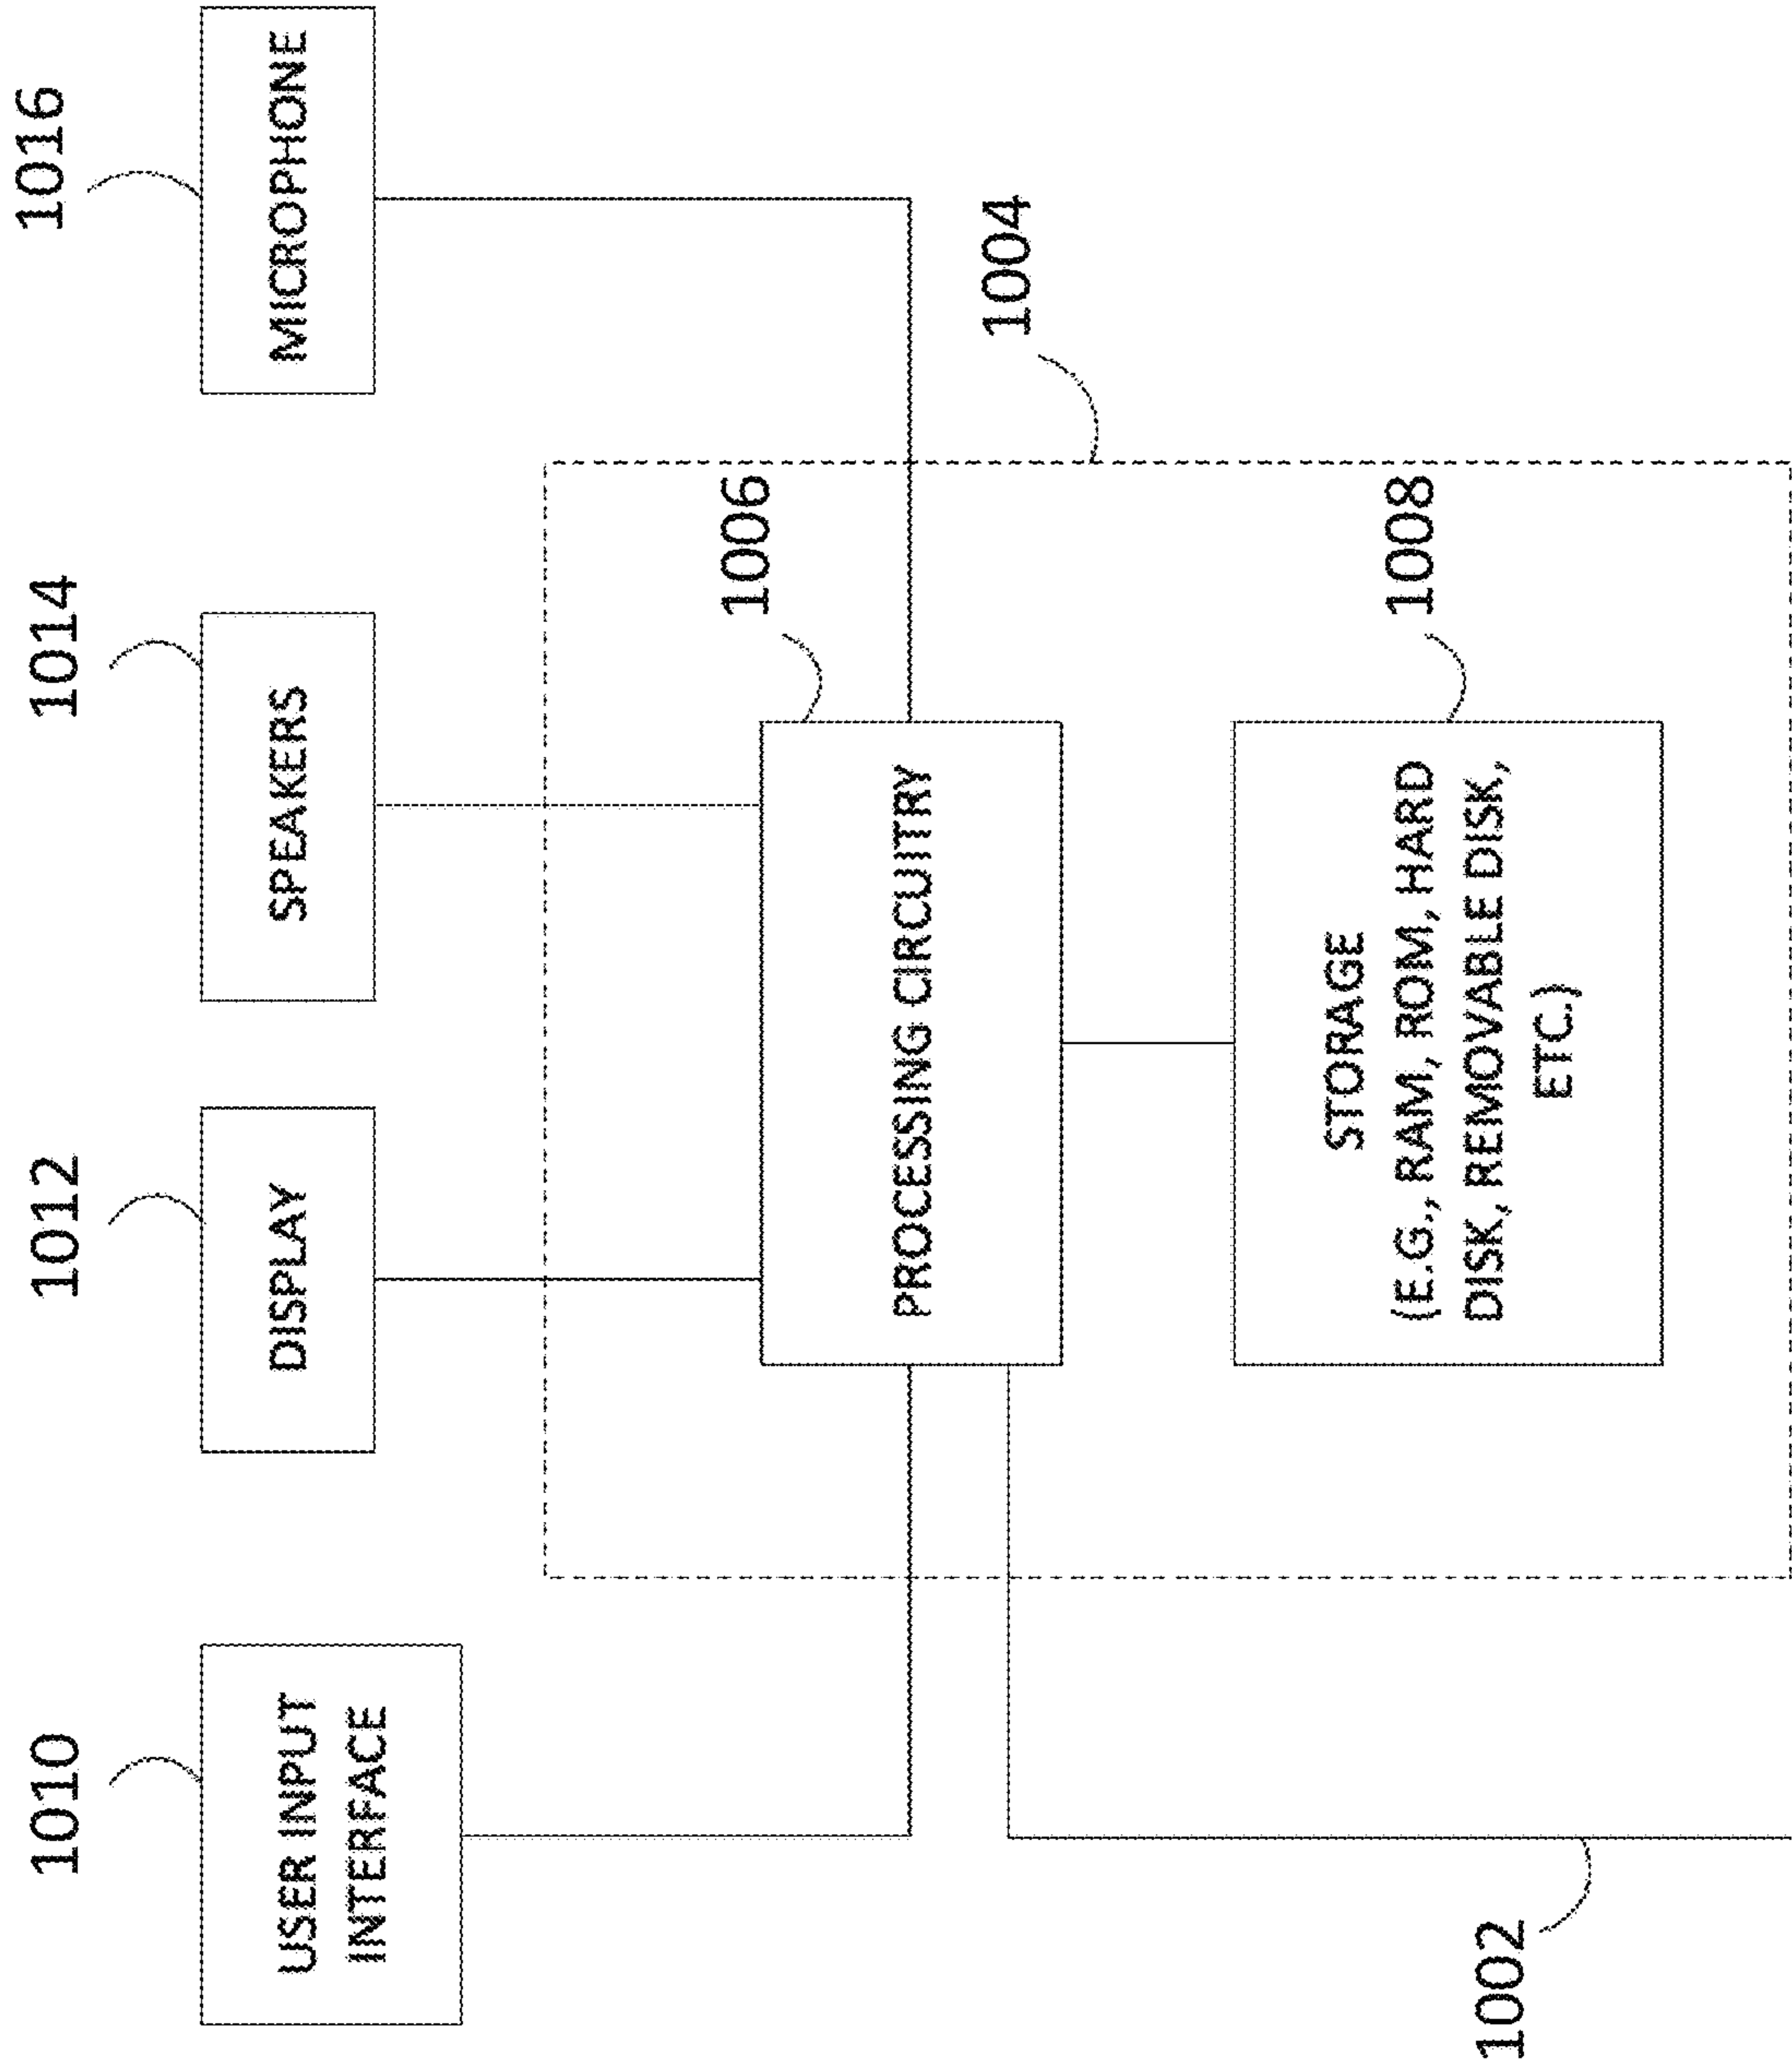 1010
1012
1014
1016
USER INPUT
INTERFACE
DISPLAY
SPEAKERS
MICROPHONE
1004
1006
PROCESSING CIRCUITRY
1008
STORAGE
(E.G., RAM, ROM, HARD
DISK, REMOVABLE DISK,
ETC.)
1002